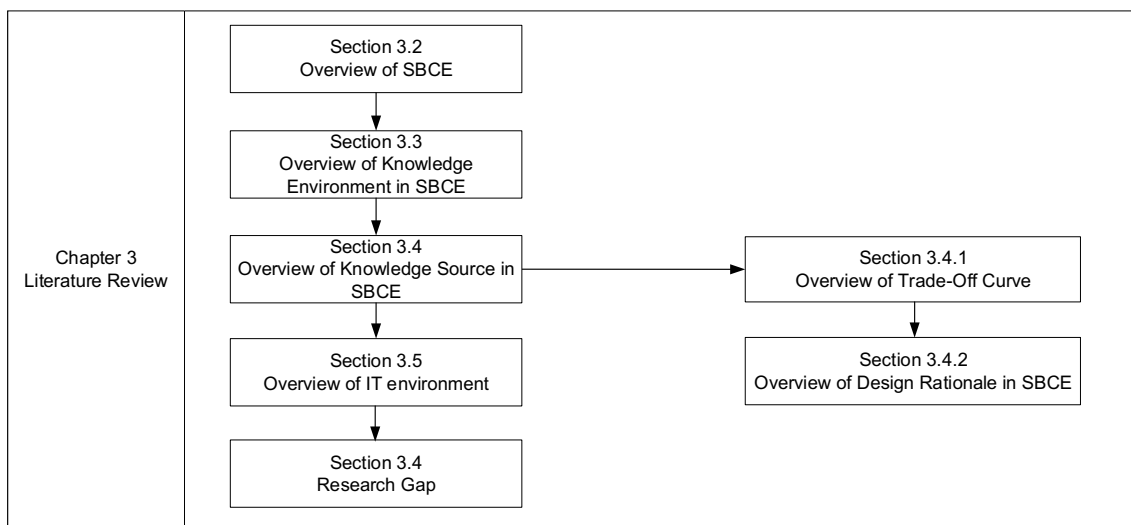 Chapter 3
Literature Review
Section 3.2
Overview of SBCE
Section 3.3
Overview of Knowledge
Environment in SBCE
Section 3.4
Overview of Knowledge Source in
SBCE
Section 3.4.1
Overview of Trade-Off Curve
Section 3.4.2
Overview of Design Rationale in SBCE
Section 3.5
Overview of IT environment
Section 3.4
Research Gap